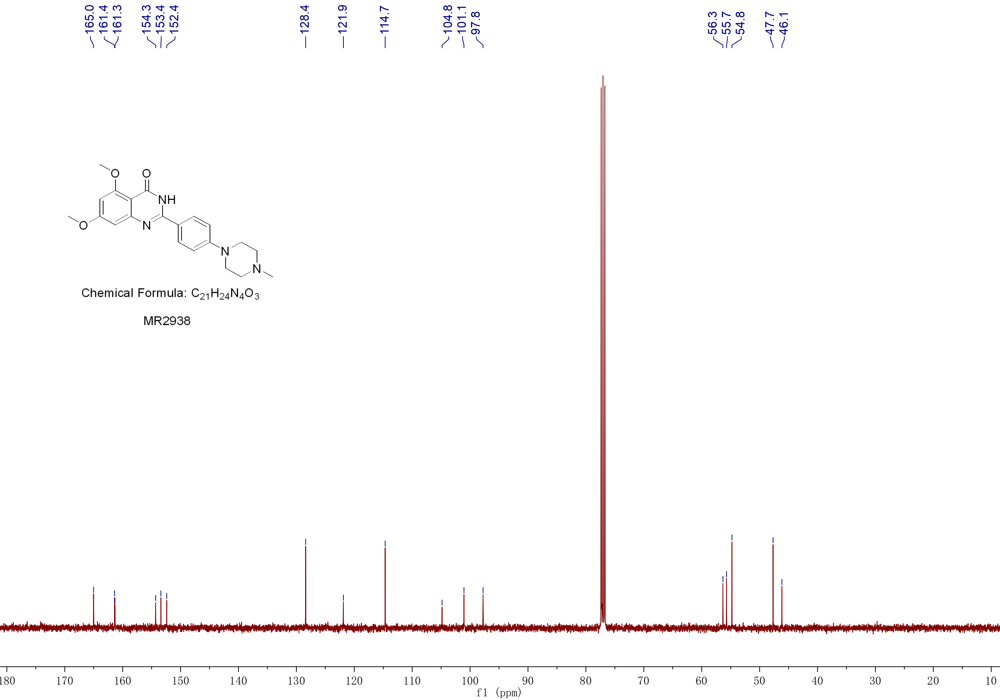 165.0
161.4
161.3
154.3
153.4
152.4
128.4
121.9
114.7
104.8
101.1
97.8
56.3
55.7
54.8
47.7
46.1
O
O
NH
O
N
N
N
Chemical Formula: C21H24N4O3
MR2938
180 170 160 150 140 130 120 110 100 90 80 70 60 50 40 30 20 10
f1 (ppm)